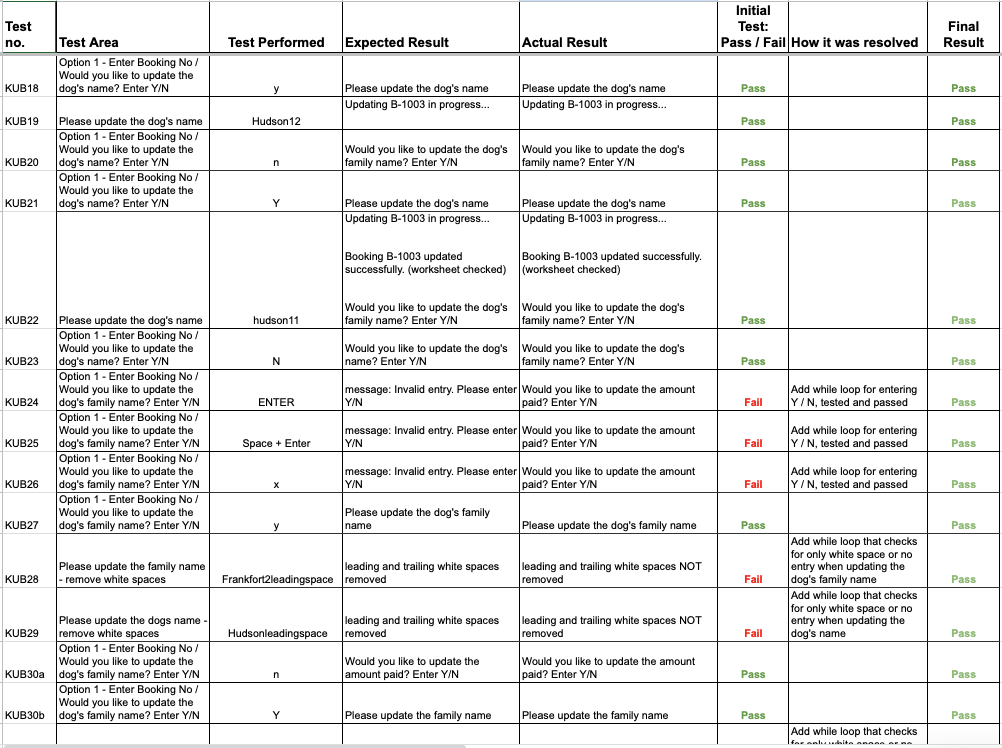 Test no. Test Area Test Performed Expected Result Actual Result Initial Test: Pass / Fail How it was resolved Final Result
KUB18 Option 1 - Enter Booking No / Would you like to update the dog's name? Enter Y/N y Please update the dog's name Please update the dog's name Pass Pass
KUB19 Please update the dog's name Hudson12 Updating B-1003 in progress... Updating B-1003 in progress... Pass Pass
KUB20 Option 1 - Enter Booking No / Would you like to update the dog's name? Enter Y/N n Would you like to update the dog's family name? Enter Y/N Would you like to update the dog's family name? Enter Y/N Pass Pass
KUB21 Option 1 - Enter Booking No / Would you like to update the dog's name? Enter Y/N Y Please update the dog's name Please update the dog's name Pass Pass
KUB22 Please update the dog's name hudson11 Updating B-1003 in progress... Booking B-1003 updated successfully. (worksheet checked) Would you like to update the dog's family name? Enter Y/N Updating B-1003 in progress... Booking B-1003 updated successfully. (worksheet checked) Would you like to update the dog's family name? Enter Y/N Pass Pass
KUB23 Option 1 - Enter Booking No / Would you like to update the dog's name? Enter Y/N N Would you like to update the dog's name? Enter Y/N Would you like to update the dog's family name? Enter Y/N Pass Pass
KUB24 Option 1 - Enter Booking No / Would you like to update the dog's family name? Enter Y/N ENTER message: Invalid entry. Please enter Y/N Would you like to update the amount paid? Enter Y/N Fail Add while loop for entering Y / N, tested and passed Pass
KUB25 Option 1 - Enter Booking No / Would you like to update the dog's family name? Enter Y/N Space + Enter message: Invalid entry. Please enter Y/N Would you like to update the amount paid? Enter Y/N Fail Add while loop for entering Y / N, tested and passed Pass
KUB26 Option 1 - Enter Booking No / Would you like to update the dog's family name? Enter Y/N x message: Invalid entry. Please enter Y/N Would you like to update the amount paid? Enter Y/N Fail Add while loop for entering Y / N, tested and passed Pass
KUB27 Option 1 - Enter Booking No / Would you like to update the dog's family name? Enter Y/N y Please update the dog's family name Please update the dog's family name Pass Pass
KUB28 Please update the family name - remove white spaces Frankfort2leadingspace leading and trailing white spaces removed leading and trailing white spaces NOT removed Fail Add while loop that checks for only white space or no entry when updating the dog's family name Pass
KUB29 Please update the dogs name - remove white spaces Hudsonleadingspace leading and trailing white spaces removed leading and trailing white spaces NOT removed Fail Add while loop that checks for only white space or no entry when updating the dog's name Pass
KUB30a Option 1 - Enter Booking No / Would you like to update the dog's family name? Enter Y/N n Would you like to update the amount paid? Enter Y/N Would you like to update the amount paid? Enter Y/N Pass Pass
KUB30b Option 1 - Enter Booking No / Would you like to update the dog's family name? Enter Y/N Y Please update the family name Please update the family name Pass Pass
Add while loop that checks